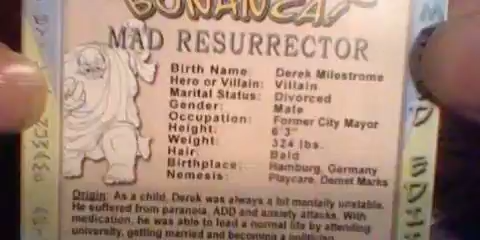 BONANZA!
MAD RESURRECTOR
Birth Name: Derek Milestrome
Hero or Villain: Villain
Marital Status: Divorced
Gender: Male
Occupation: Former City Mayor
Height: 6'3"
Weight: 324 lbs.
Hair: Bald
Birthplace: Hamburg, Germany
Nemesis: Playcare, Demet Marks
Origin: As a child, Derek was always a bit mentally unstable.
He suffered from paranoia, ADD and anxiety attacks. With
medication, he was able to lead a normal life by attending
university, getting married and becoming a politician.